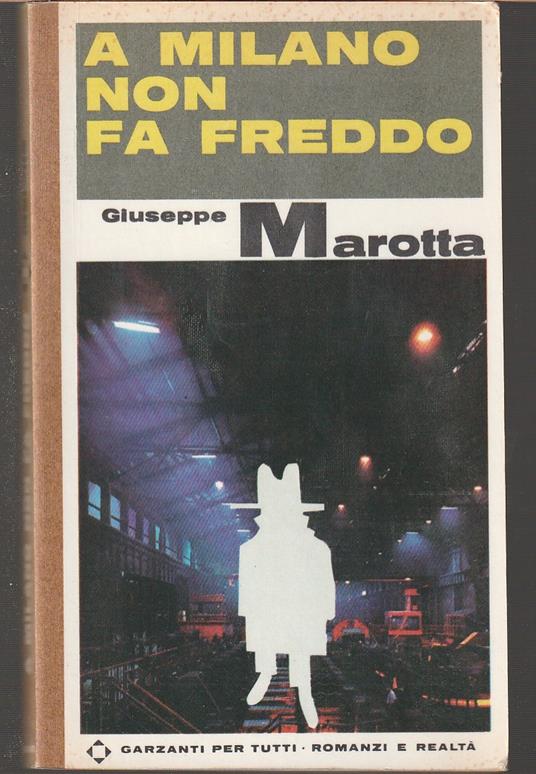 A MILANO
NON
FA FREDDO
Giuseppe Marotta
GARZANTI PER TUTTI · ROMANZI E REALTÀ